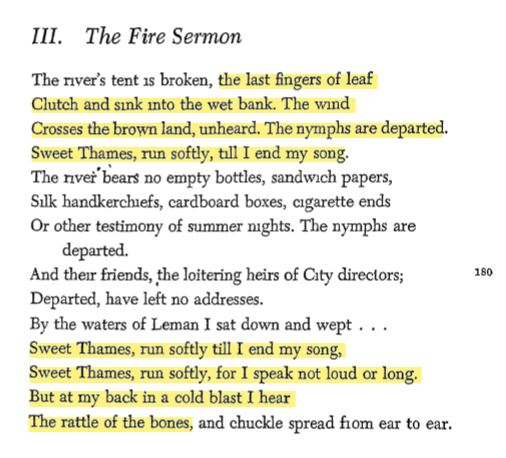 III. The Fire Sermon
The river's tent is broken, the last fingers of leaf
Clutch and sink into the wet bank. The wind
Crosses the brown land, unheard. The nymphs are departed.
Sweet Thames, run softly, till I end my song.
The river bears no empty bottles, sandwich papers,
Silk handkerchiefs, cardboard boxes, cigarette ends
Or other testimony of summer nights. The nymphs are
departed.
And their friends, the loitering heirs of City directors; 180
Departed, have left no addresses.
By the waters of Leman I sat down and wept . . .
Sweet Thames, run softly till I end my song,
Sweet Thames, run softly, for I speak not loud or long.
But at my back in a cold blast I hear
The rattle of the bones, and chuckle spread from ear to ear.